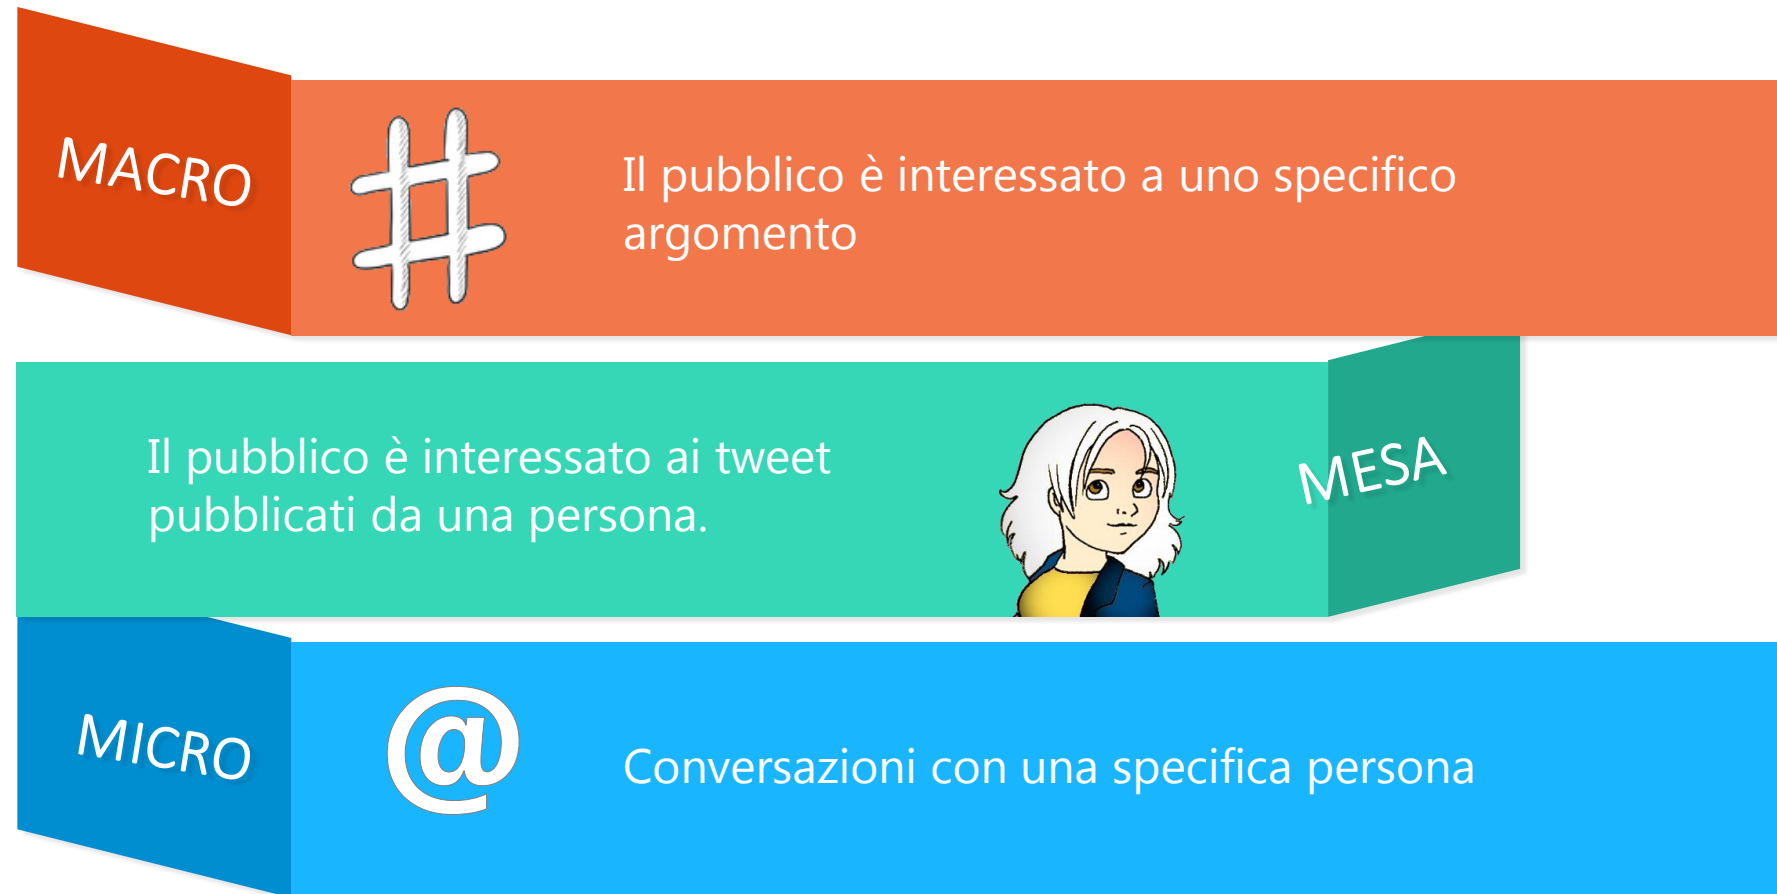 MACRO
#
Il pubblico è interessato a uno specifico
argomento
Il pubblico è interessato ai tweet
pubblicati da una persona.
MESA
MICRO
@
Conversazioni con una specifica persona